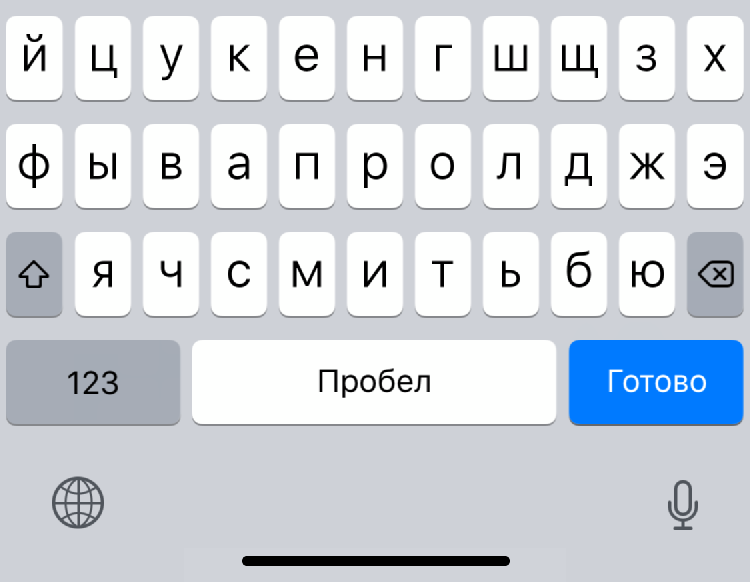 й ц у к е н г ш щ з х
ф ы в а п р о л д ж э
я ч с м и т ь б ю
123 Пробел Готово